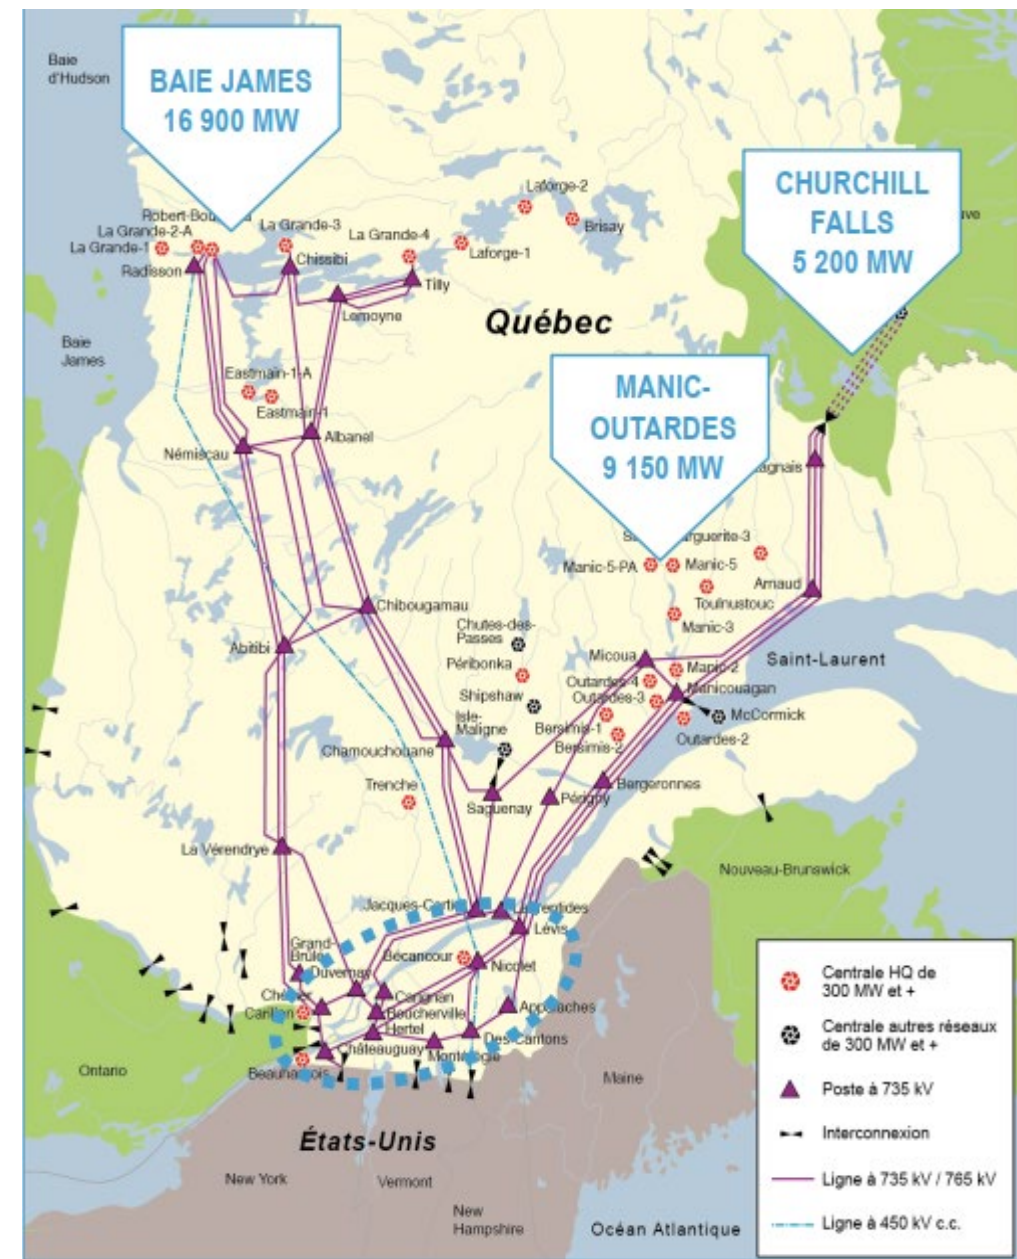 Baie
d'Hudson
BAIE JAMES
16 900 MW
CHURCHILL
FALLS
5 200 MW
Laforge-2
Brisay
La Grande-2-A
La Grande-1
Radisson
La Grande-3
Chissibi
La Grande-4
Laforge-1
Tilly
Lemoyne
Québec
Baie
James
Eastmain-1-A
Eastmain-1
MANIC-
OUTARDES
9 150 MW
Némiscau
Albanel
Manic-5-PA
Manic-5
Arnaud
Toulnustouc
Manic-3
Chibougamau
Chutes-des-
Passes
Abitibi
Péribonka
Micoua
Manic-2
Saint-Laurent
Outardes-4
Manicouagan
Shipshaw
Outardes-3
McCormick
Isle-
Maligne
Bersimis-1
Bersimis-2
Outardes-2
Chamouchouane
Trenche
Saguenay
Périgny
Bergeronnes
La Vérendrye
Nouveau-Brunswick
Lévis
Grand-
Bécancour
Nicolet
Duvernay
Carignan
Boucherville
Appalaches
Hertel
Châteauguay
Des Cantons
Ontario
Maine
États-Unis
New York
Vermont
New
Hampshire
Océan Atlantique
Centrale HQ de
300 MW et +
Centrale autres réseaux
de 300 MW et +
Poste à 735 kV
Interconnexion
Ligne à 735 kV / 765 kV
Ligne à 450 kV c.c.